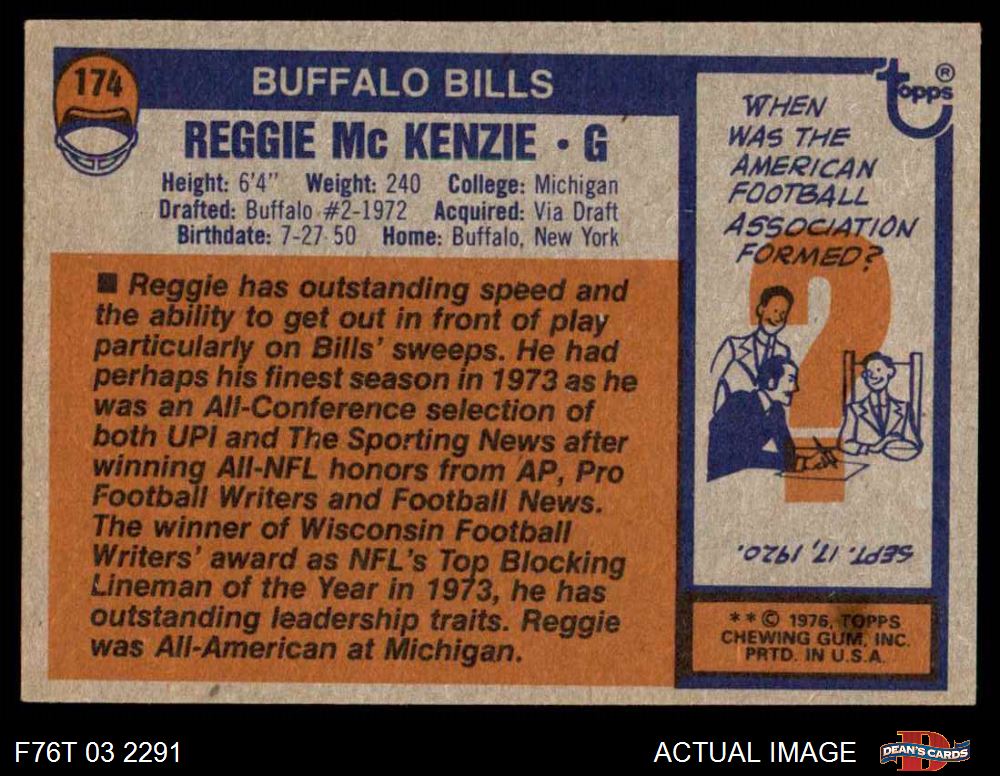 174
BUFFALO BILLS
REGGIE Mc KENZIE • G
Height: 6'4" Weight: 240 College: Michigan
Drafted: Buffalo #2-1972 Acquired: Via Draft
Birthdate: 7-27-50 Home: Buffalo, New York
■ Reggie has outstanding speed and
the ability to get out in front of play
particularly on Bills' sweeps. He had
perhaps his finest season in 1973 as he
was an All-Conference selection of
both UPI and The Sporting News after
winning All-NFL honors from AP, Pro
Football Writers and Football News.
The winner of Wisconsin Football
Writers' award as NFL's Top Blocking
Lineman of the Year in 1973, he has
outstanding leadership traits. Reggie
was All-American at Michigan.
topps ®
WHEN
WAS THE
AMERICAN
FOOTBALL
ASSOCIATION
FORMED?
?
SEPT. 17, 1920.
** © 1976, TOPPS
CHEWING GUM, INC.
PRTD. IN U.S.A.
F76T 03 2291
ACTUAL IMAGE
D
DEAN'S CARDS